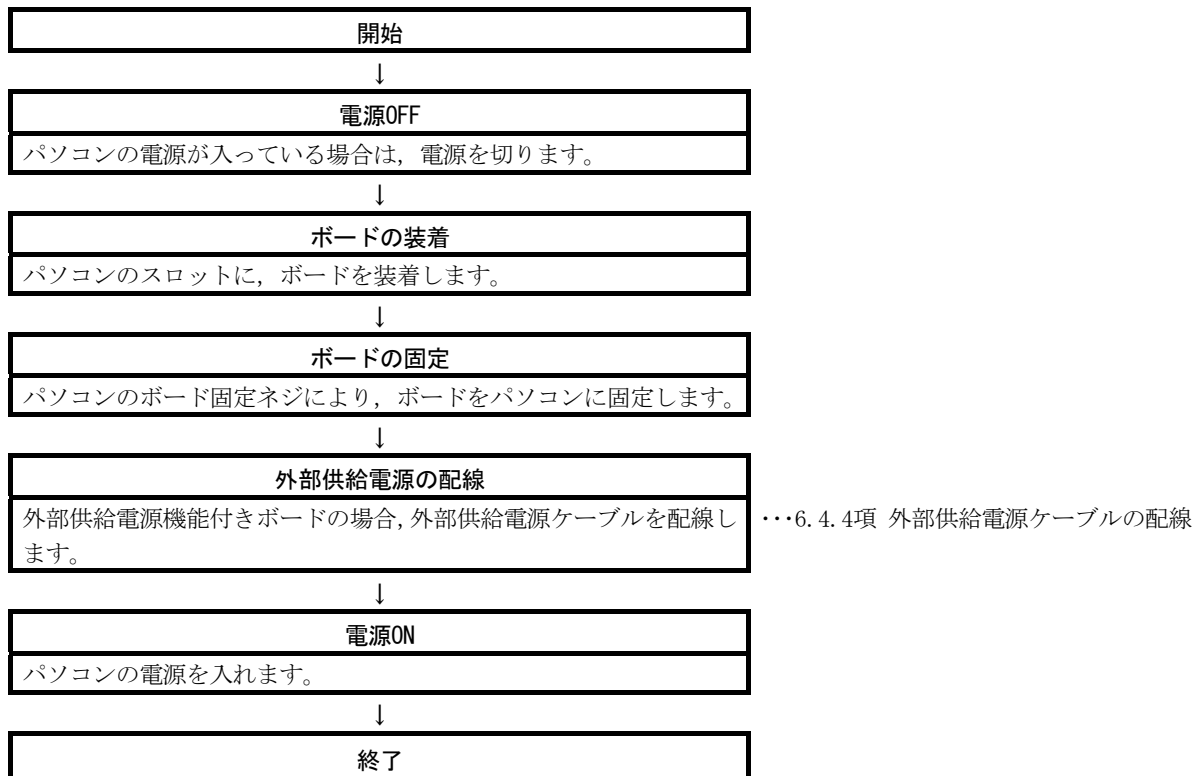 開始
↓
電源OFF
パソコンの電源が入っている場合は，電源を切ります。
↓
ボードの装着
パソコンのスロットに，ボードを装着します。
↓
ボードの固定
パソコンのボード固定ネジにより，ボードをパソコンに固定します。
↓
外部供給電源の配線
外部供給電源機能付きボードの場合，外部供給電源ケーブルを配線し
ます。
･･･6.4.4項 外部供給電源ケーブルの配線
↓
電源ON
パソコンの電源を入れます。
↓
終了